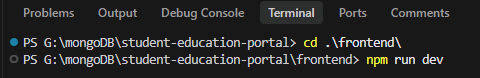 Problems Output Debug Console Terminal Ports Comments
PS G:\mongoDB\student-education-portal> cd .\frontend\
PS G:\mongoDB\student-education-portal\frontend> npm run dev